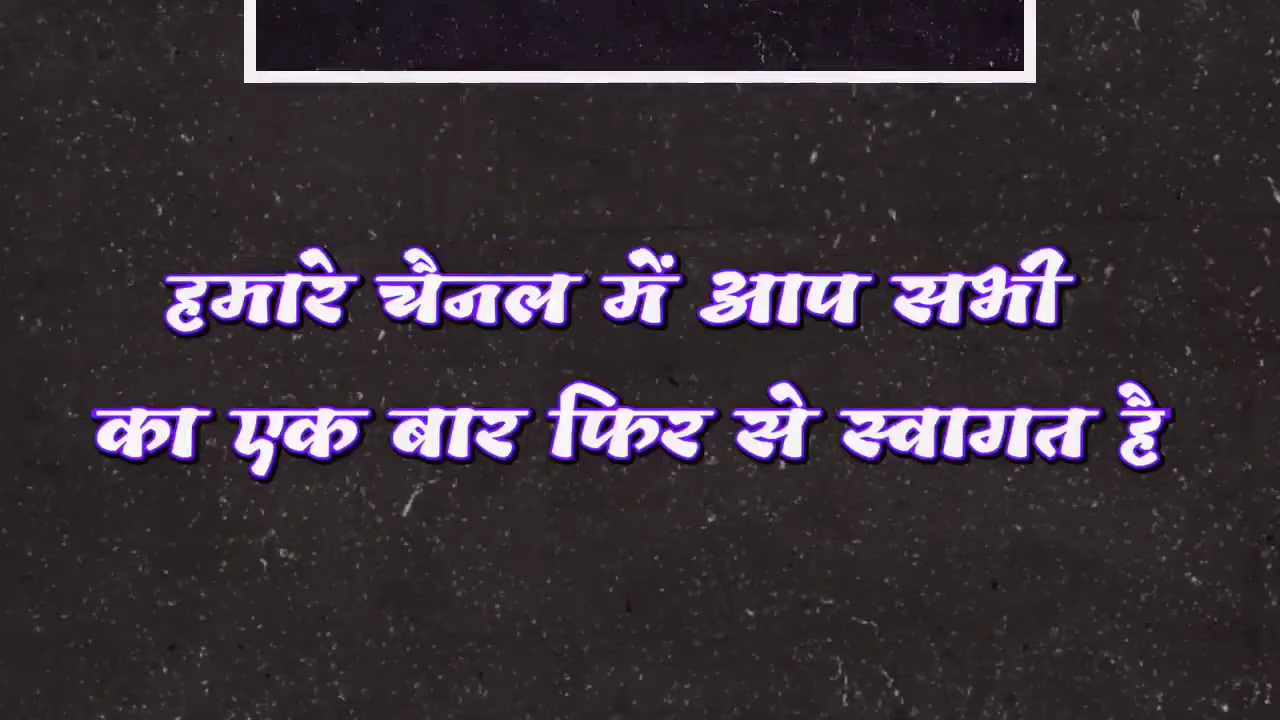 हमारे चैनल में आप सभी
का एक बार फिर से स्वागत है